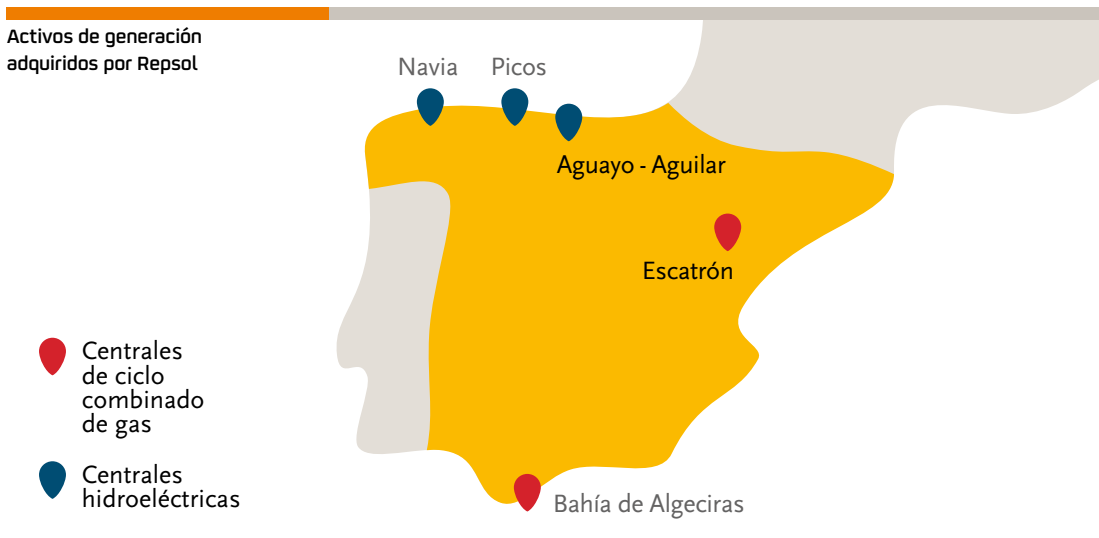 Activos de generación
adquiridos por Repsol
Navia
Picos
Aguayo - Aguilar
Escatrón
Centrales
de ciclo
combinado
de gas
Centrales
hidroeléctricas
Bahía de Algeciras